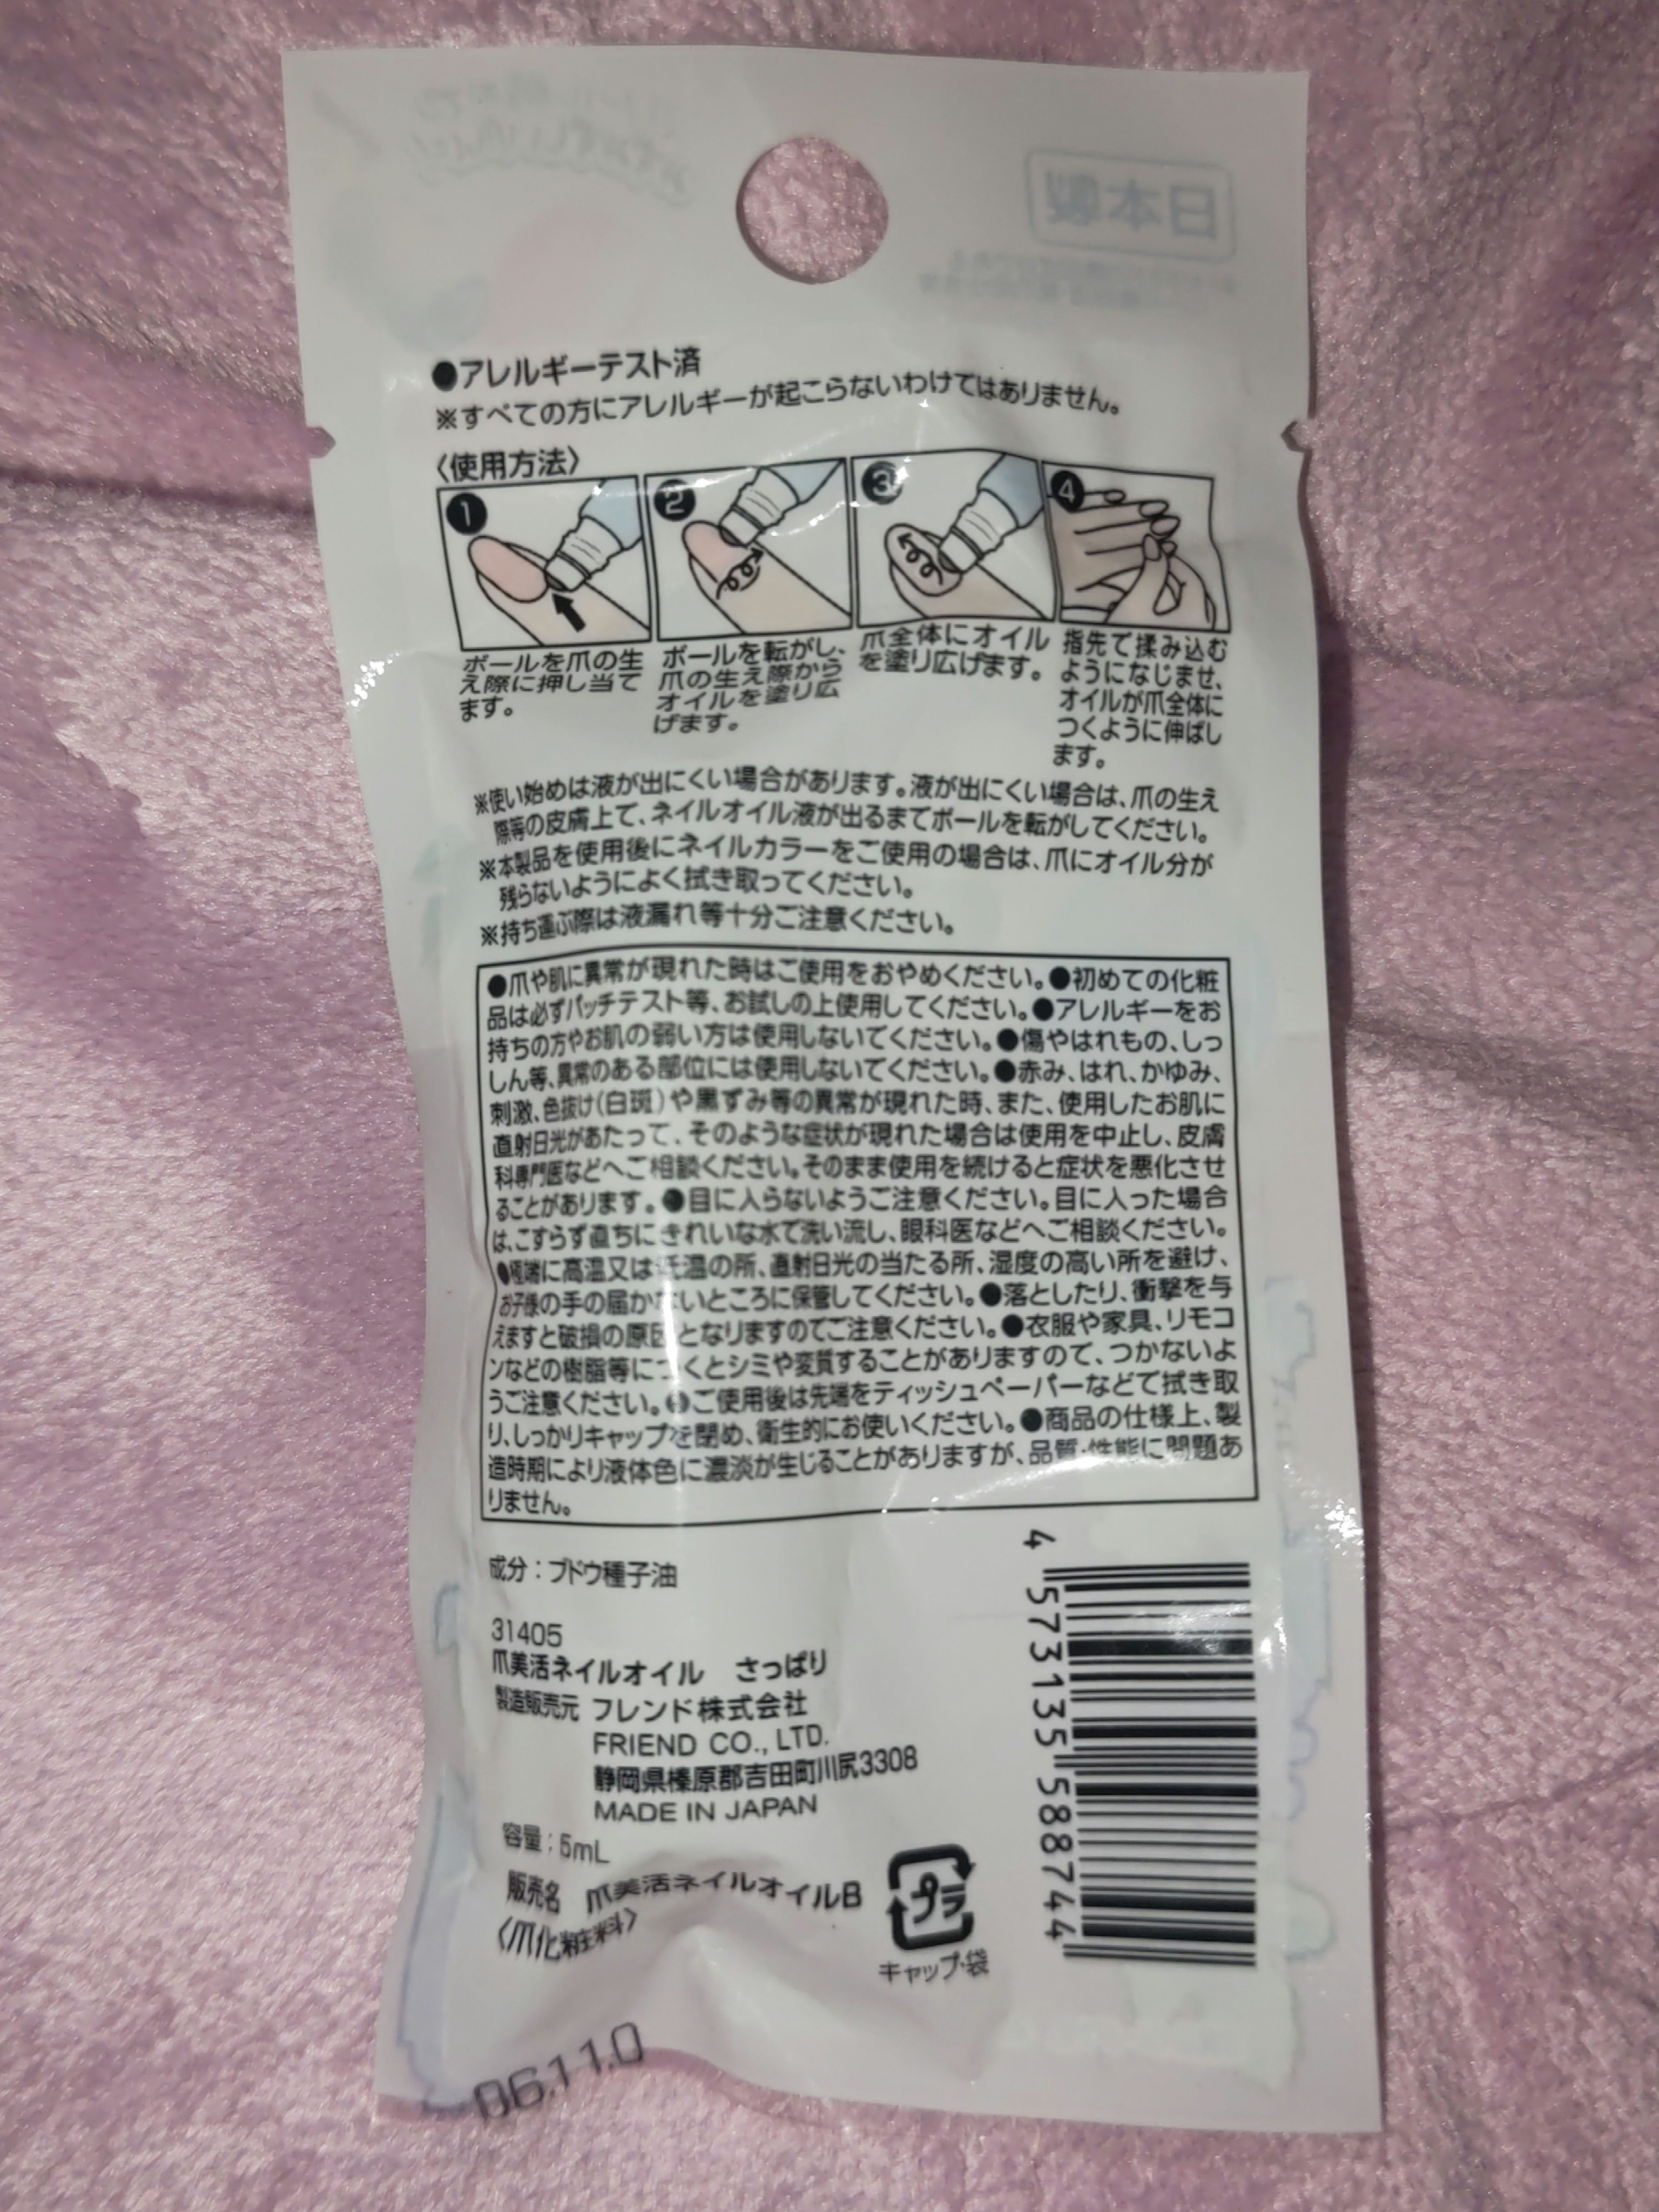 日本製
●アレルギーテスト済
※すべての方にアレルギーが起こらないわけではありません。
〈使用方法〉
1
2
3
4
ボールを爪の生
え際に押し当て
ます。
ボールを転がし、
爪の生え際から
オイルを塗り広
げます。
爪全体にオイル
を塗り広げます。
指先で揉み込む
ようになじませ、
オイルが爪全体に
つくように伸ばし
ます。
※使い始めは液が出にくい場合があります。液が出にくい場合は、爪の生え
際等の皮膚上で、ネイルオイル液が出るまでボールを転がしてください。
※本製品を使用後にネイルカラーをご使用の場合は、爪にオイル分が
残らないようによく拭き取ってください。
※持ち運ぶ際は液漏れ等十分ご注意ください。
●爪や肌に異常が現れた時はご使用をおやめください。●初めての化粧
品は必ずパッチテスト等、お試しの上使用してください。●アレルギーをお
持ちの方やお肌の弱い方は使用しないでください。●傷やはれもの、しっ
しん等、異常のある部位には使用しないでください。●赤み、はれ、かゆみ、
刺激、色抜け(白斑)や黒ずみ等の異常が現れた時、また、使用したお肌に
直射日光があたって、そのような症状が現れた場合は使用を中止し、皮膚
科専門医などへご相談ください。そのまま使用を続けると症状を悪化させ
ることがあります。●目に入らないようご注意ください。目に入った場合
は、こすらず直ちにきれいな水で洗い流し、眼科医などへご相談ください。
●極端に高温又は低温の所、直射日光の当たる所、湿度の高い所を避け、
お子様の手の届かないところに保管してください。●落としたり、衝撃を与
えますと破損の原因となりますのでご注意ください。●衣服や家具、リモコ
ンなどの樹脂等につくとシミや変質することがありますので、つかないよ
うご注意ください。●ご使用後は先端をティッシュペーパーなどで拭き取
り、しっかりキャップを閉め、衛生的にお使いください。●商品の仕様上、製
造時期により液体色に濃淡が生じることがありますが、品質・性能に問題あ
りません。
成分：ブドウ種子油
31405
爪美活ネイルオイル さっぱり
製造販売元 フレンド株式会社
FRIEND CO., LTD.
静岡県榛原郡吉田町川尻3308
MADE IN JAPAN
容量：5mL
販売名 爪美活ネイルオイルB
〈爪化粧料〉
プラ
キャップ・袋
4 573135 588744
06.11.0